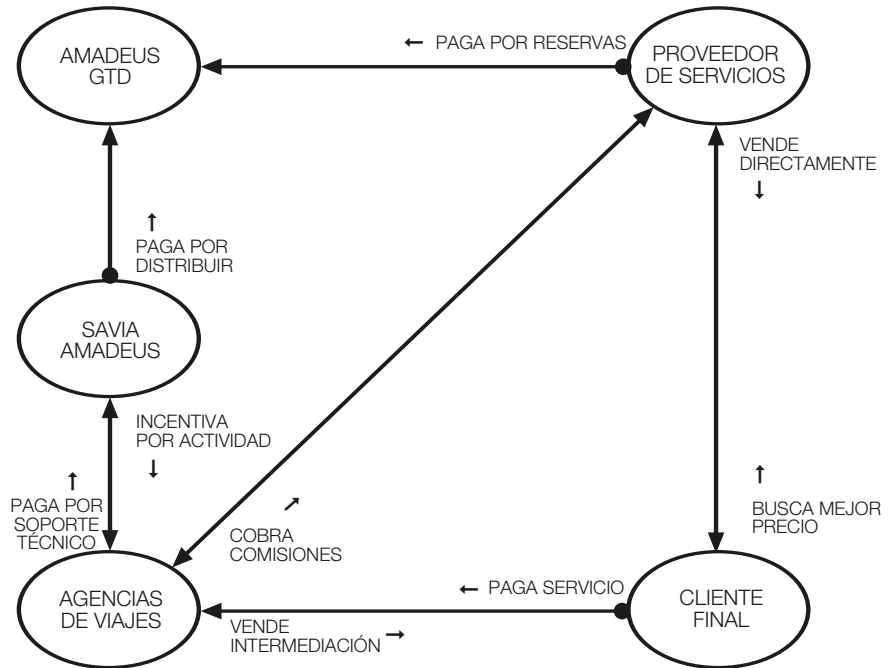 AMADEUS
GTD
← PAGA POR RESERVAS
PROVEEDOR
DE SERVICIOS
VENDE
DIRECTAMENTE
↓
↑
PAGA POR
DISTRIBUIR
SAVIA
AMADEUS
INCENTIVA
POR ACTIVIDAD
↓
↑
PAGA POR
SOPORTE
TÉCNICO
↗
COBRA
COMISIONES
↑
BUSCA MEJOR
PRECIO
AGENCIAS
DE VIAJES
← PAGA SERVICIO
VENDE
INTERMEDIACIÓN →
CLIENTE
FINAL